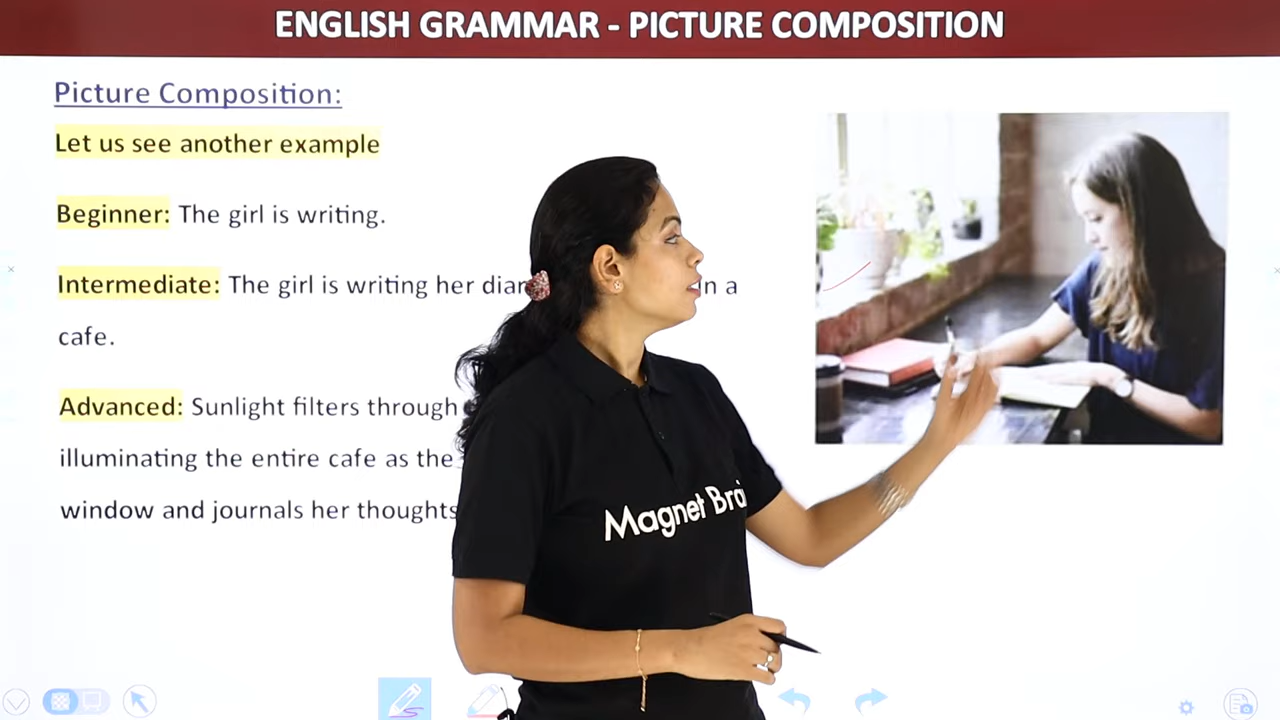 ENGLISH GRAMMAR - PICTURE COMPOSITION
Picture Composition:
Let us see another example
Beginner: The girl is writing.
Intermediate: The girl is writing her in a
cafe.
Advanced: Sunlight filters through
illuminating the entire cafe as the
window and journals her thoughts
Magnet